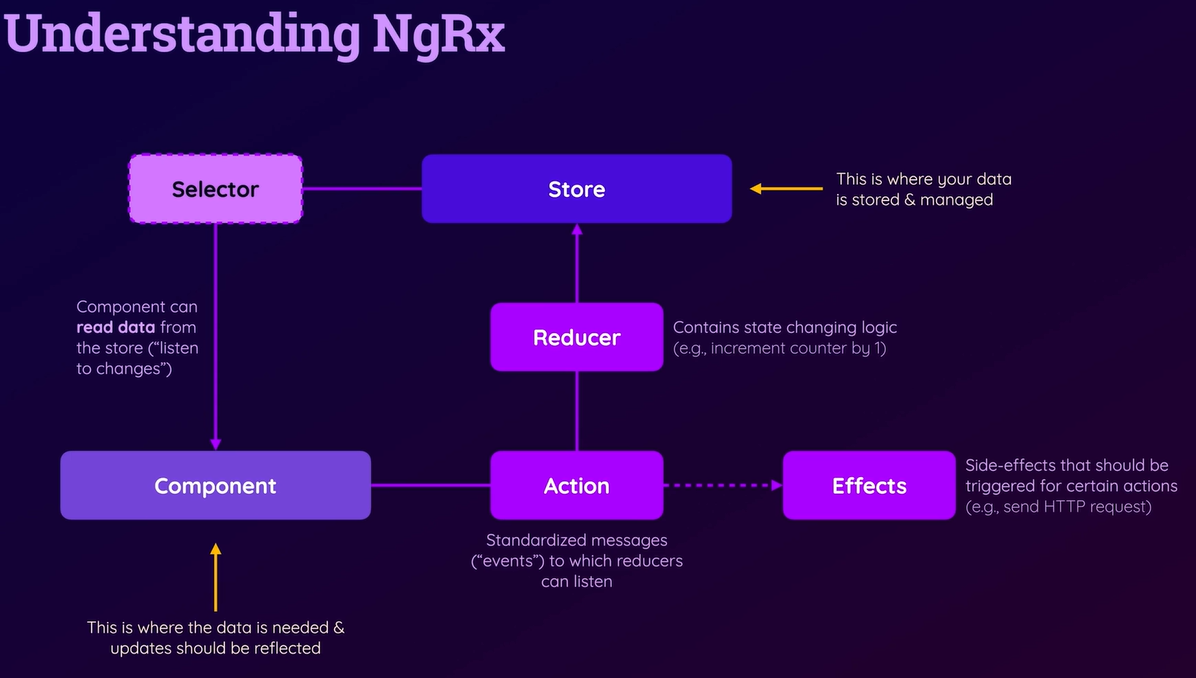 Understanding NgRx
Selector
Store
This is where your data
is stored & managed
Component can
read data from
the store (“listen
to changes”)
Reducer
Contains state changing logic
(e.g., increment counter by 1)
Component
Action
Effects
Side-effects that should be
triggered for certain actions
(e.g., send HTTP request)
Standardized messages
(“events”) to which reducers
can listen
This is where the data is needed &
updates should be reflected